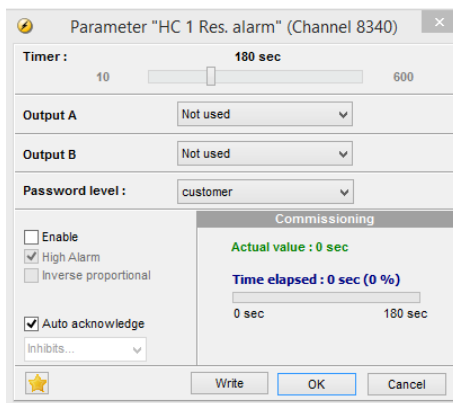 Parameter "HC 1 Res. alarm" (Channel 8340)
Timer :
180 sec
10
600
Output A
Not used
Output B
Not used
Password level :
customer
Commissioning
Enable
High Alarm
Inverse proportional
Actual value : 0 sec
Time elapsed : 0 sec (0 %)
0 sec
180 sec
Auto acknowledge
Inhibits...
Write
OK
Cancel